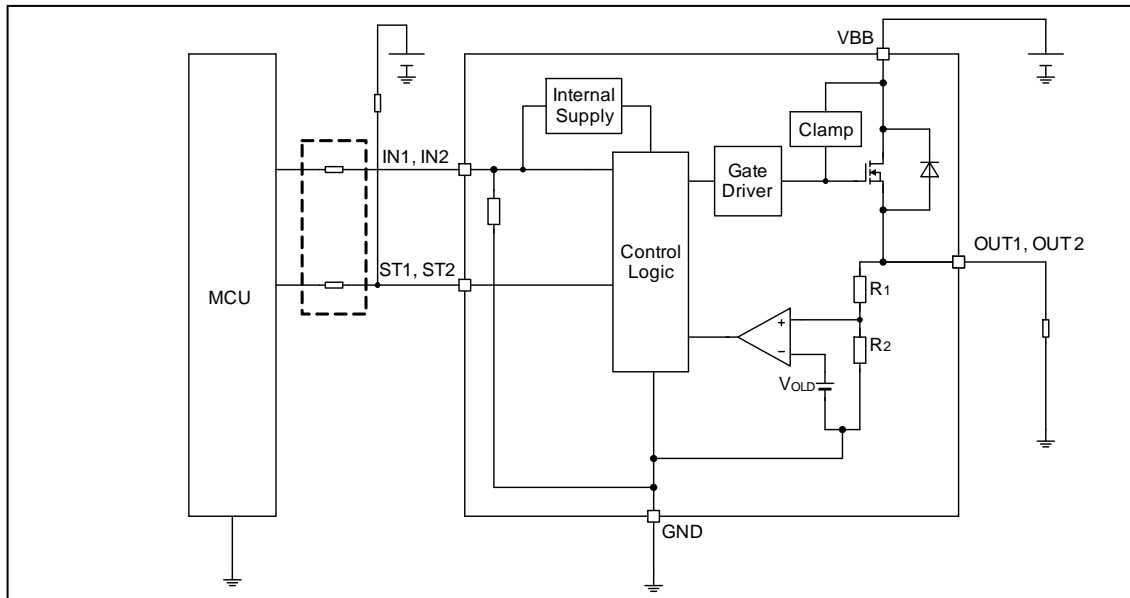 VBB
Internal
Supply
Clamp
IN1, IN2
Gate
Driver
Control
Logic
OUT1, OUT2
ST1, ST2
MCU
R1
+
R2
−
VOLD
GND